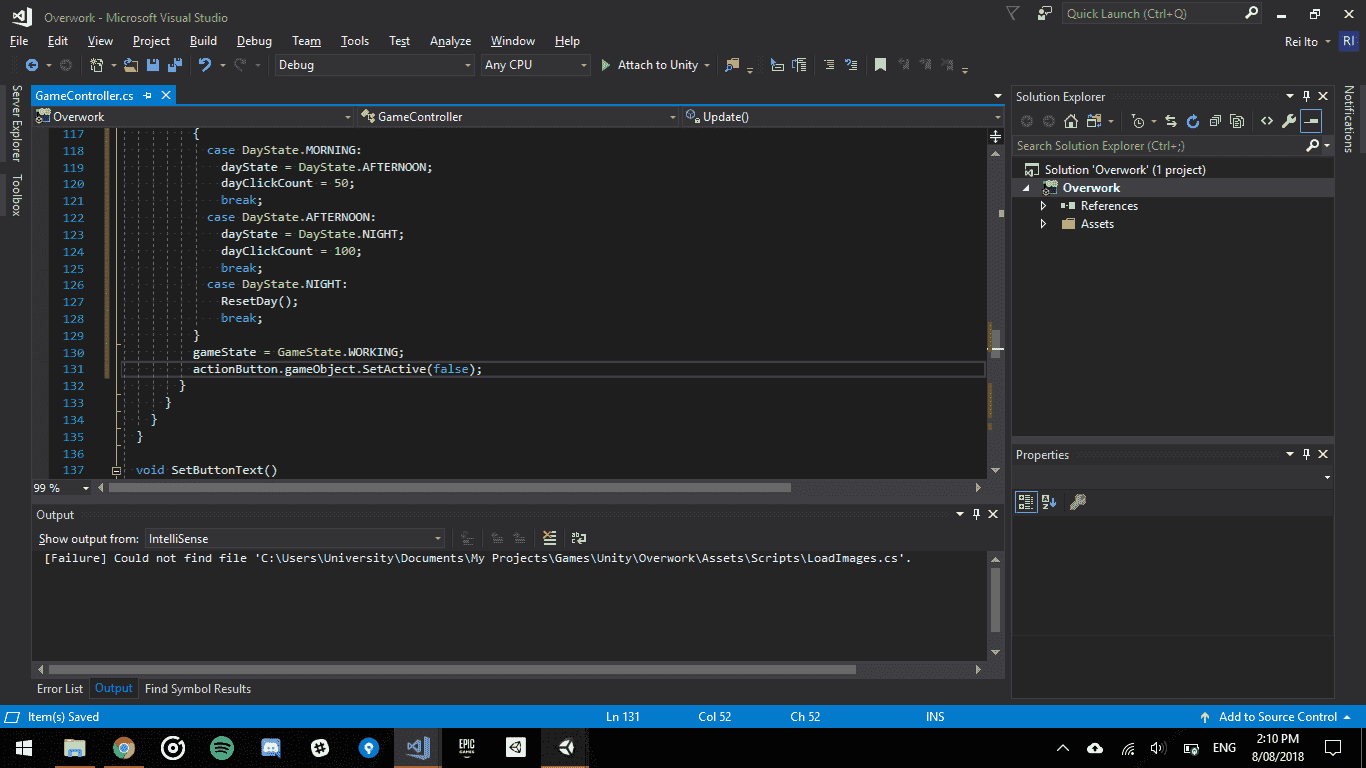 Overwork - Microsoft Visual Studio
Quick Launch (Ctrl+Q)
File Edit View Project Build Debug Team Tools Test Analyze Window Help
Rei Ito RI
Debug Any CPU Attach to Unity
Server Explorer
Toolbox
GameController.cs
Overwork GameController Update()
117 {
118 case DayState.MORNING:
119 dayState = DayState.AFTERNOON;
120 dayClickCount = 50;
121 break;
122 case DayState.AFTERNOON:
123 dayState = DayState.NIGHT;
124 dayClickCount = 100;
125 break;
126 case DayState.NIGHT:
127 ResetDay();
128 break;
129 }
130 gameState = GameState.WORKING;
131 actionButton.gameObject.SetActive(false);
132 }
133 }
134 }
135 }
136
137 void SetButtonText()
99 %
Output
Show output from: IntelliSense
[Failure] Could not find file 'C:\Users\University\Documents\My Projects\Games\Unity\Overwork\Assets\Scripts\LoadImages.cs'.
Error List Output Find Symbol Results
Solution Explorer
Search Solution Explorer (Ctrl+;)
Solution 'Overwork' (1 project)
Overwork
References
Assets
Properties
Notifications
Item(s) Saved Ln 131 Col 52 Ch 52 INS Add to Source Control
EPIC GAMES
ENG
2:10 PM
8/08/2018